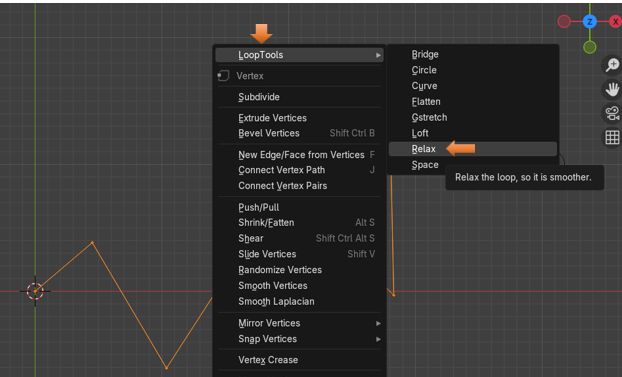 LoopTools
Vertex
Subdivide
Extrude Vertices
Bevel Vertices Shift Ctrl B
New Edge/Face from Vertices F
Connect Vertex Path J
Connect Vertex Pairs
Push/Pull
Shrink/Fatten Alt S
Shear Shift Ctrl Alt S
Slide Vertices Shift V
Randomize Vertices
Smooth Vertices
Smooth Laplacian
Mirror Vertices
Snap Vertices
Vertex Crease
Bridge
Circle
Curve
Flatten
Gstretch
Loft
Relax
Space
Relax the loop, so it is smoother.
Z
X